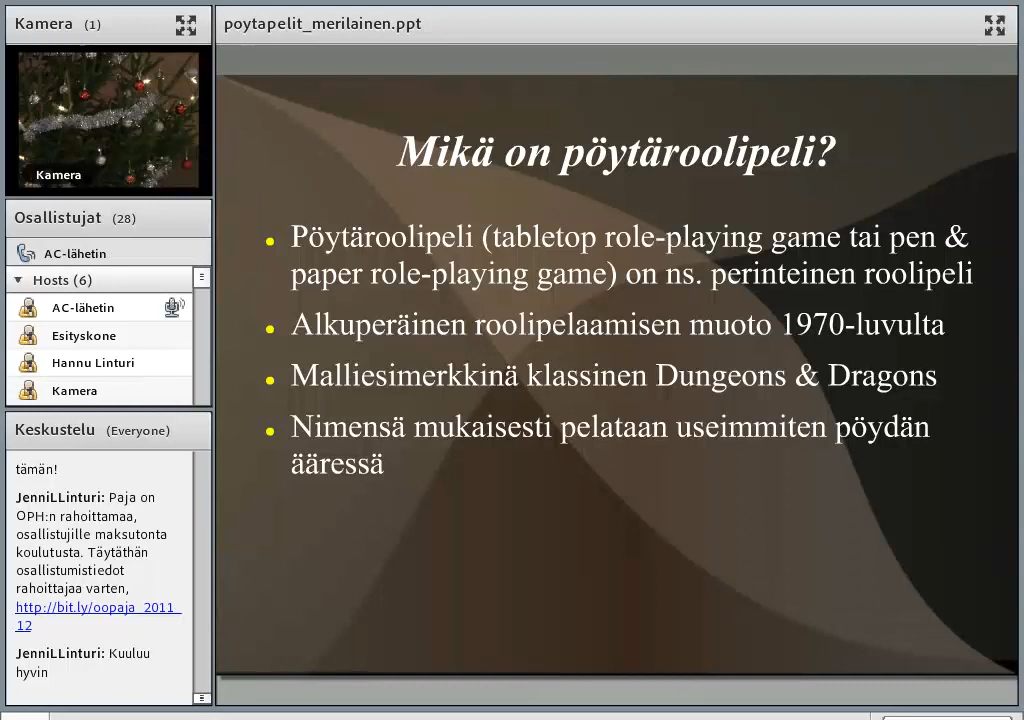 Kamera (1)
Kamera
Osallistujat (28)
AC-lähetin
Hosts (6)
AC-lähetin
Esityskone
Hannu Linturi
Kamera
Keskustelu (Everyone)
tämän!
JenniLLinturi: Paja on
OPH:n rahoittamaa,
osallistujille maksutonta
koulutusta. Täytäthän
osallistumistiedot
rahoittajaa varten,
http://bit.ly/oopaja_2011_
12
JenniLLinturi: Kuuluu
hyvin
poytapelit_merilainen.ppt
Mikä on pöytäroolipeli?
• Pöytäroolipeli (tabletop role-playing game tai pen &
paper role-playing game) on ns. perinteinen roolipeli
• Alkuperäinen roolipelaamisen muoto 1970-luvulta
• Malliesimerkkinä klassinen Dungeons & Dragons
• Nimensä mukaisesti pelataan useimmiten pöydän
ääressä